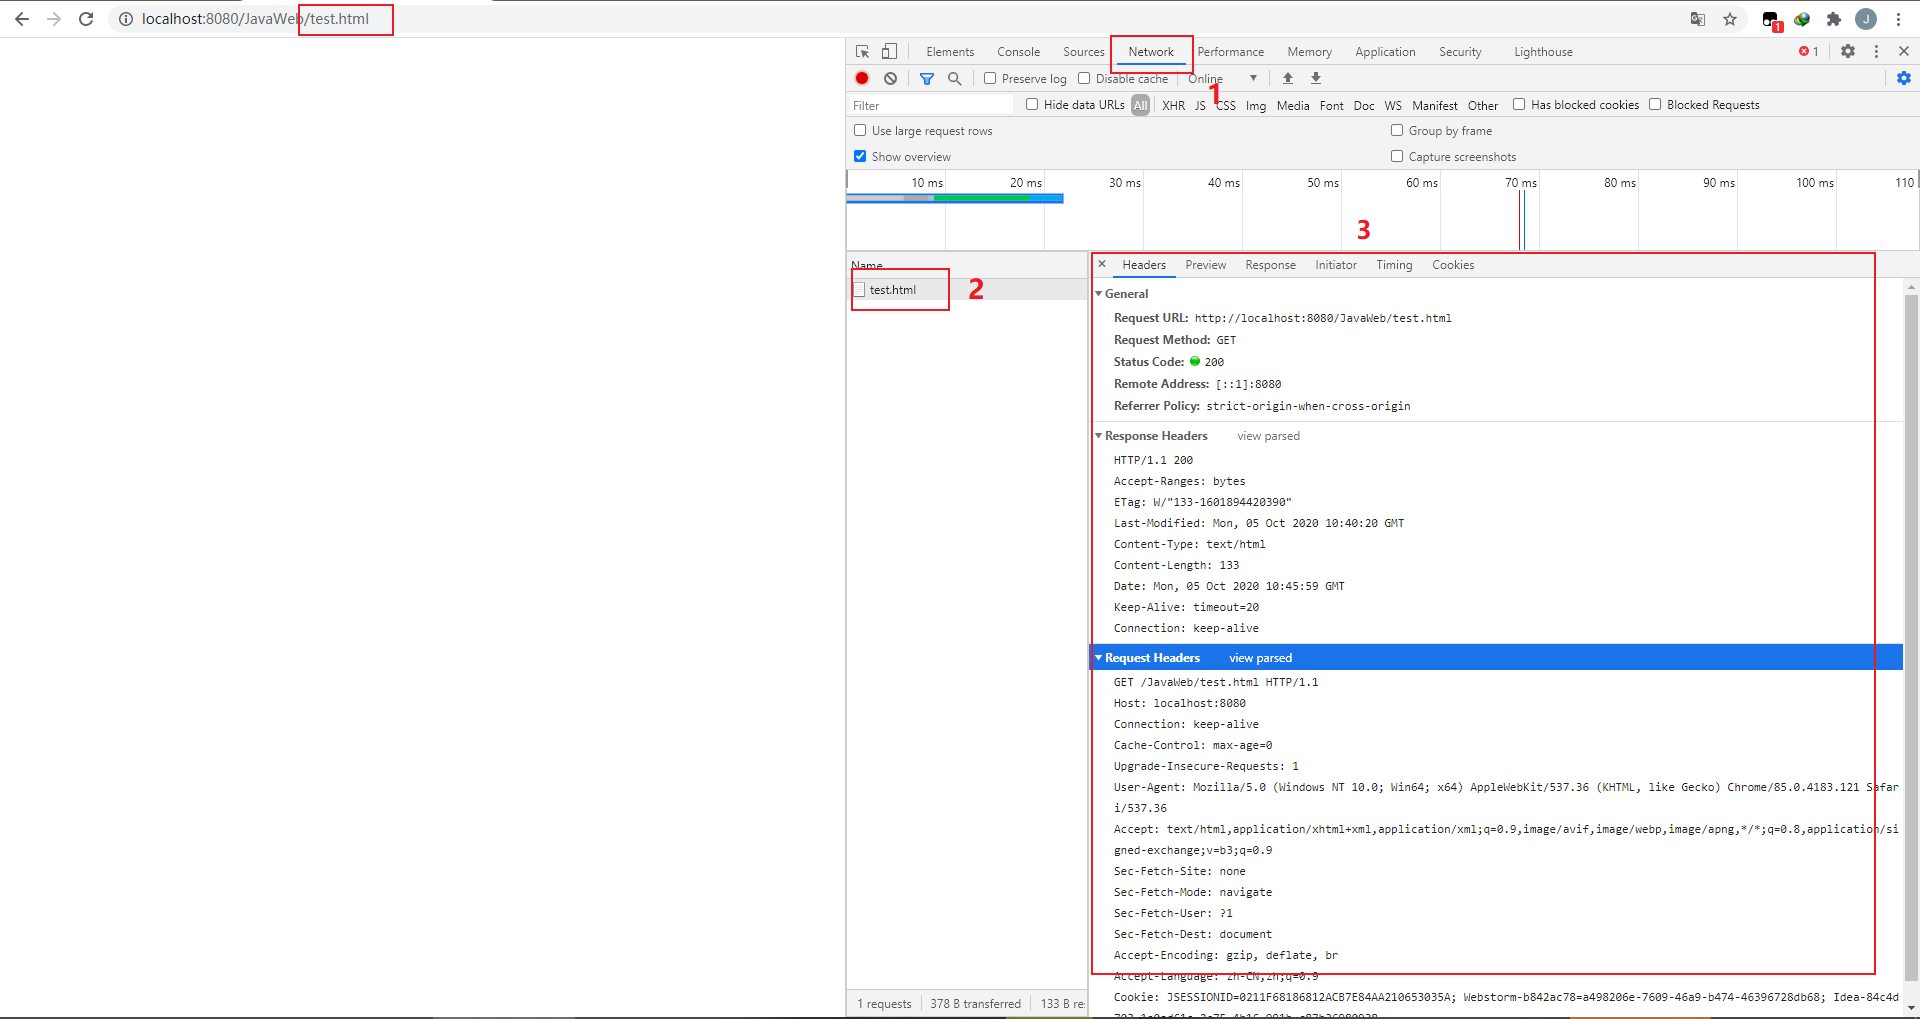 localhost:8080/JavaWeb/test.html
1
J
Elements Console Sources Network Performance Memory Application Security Lighthouse 1
Preserve log Disable cache Online
1
Filter Hide data URLs All XHR JS CSS Img Media Font Doc WS Manifest Other Has blocked cookies Blocked Requests
Use large request rows Group by frame
Show overview Capture screenshots
10 ms 20 ms 30 ms 40 ms 50 ms 60 ms 70 ms 80 ms 90 ms 100 ms 110
3
Name
test.html
2
Headers Preview Response Initiator Timing Cookies
General
Request URL: http://localhost:8080/JavaWeb/test.html
Request Method: GET
Status Code: 200
Remote Address: [::1]:8080
Referrer Policy: strict-origin-when-cross-origin
Response Headers view parsed
HTTP/1.1 200
Accept-Ranges: bytes
ETag: W/"133-1601894420390"
Last-Modified: Mon, 05 Oct 2020 10:40:20 GMT
Content-Type: text/html
Content-Length: 133
Date: Mon, 05 Oct 2020 10:45:59 GMT
Keep-Alive: timeout=20
Connection: keep-alive
Request Headers view parsed
GET /JavaWeb/test.html HTTP/1.1
Host: localhost:8080
Connection: keep-alive
Cache-Control: max-age=0
Upgrade-Insecure-Requests: 1
User-Agent: Mozilla/5.0 (Windows NT 10.0; Win64; x64) AppleWebKit/537.36 (KHTML, like Gecko) Chrome/85.0.4183.121 Safar
i/537.36
Accept: text/html,application/xhtml+xml,application/xml;q=0.9,image/avif,image/webp,image/apng,*/*;q=0.8,application/si
gned-exchange;v=b3;q=0.9
Sec-Fetch-Site: none
Sec-Fetch-Mode: navigate
Sec-Fetch-User: ?1
Sec-Fetch-Dest: document
Accept-Encoding: gzip, deflate, br
Accept-Language: zh-CN,zh;q=0.9
Cookie: JSESSIONID=0211F68186812ACB7E84AA210653035A; Webstorm-b842ac78=a498206e-7609-46a9-b474-46396728db68; Idea-84c4d
1 requests 378 B transferred 133 B re